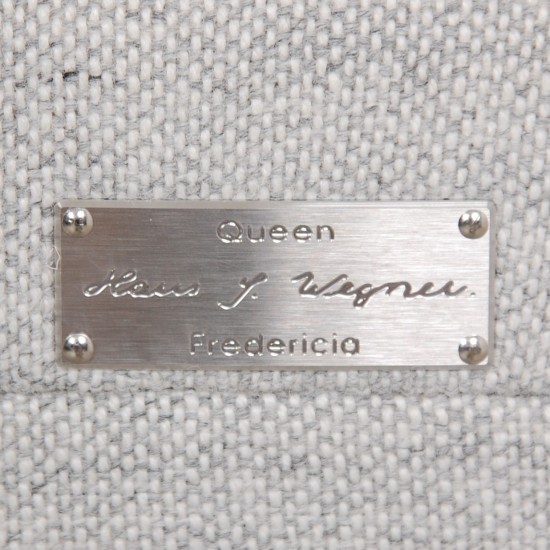 Queen
Hans J. Wegner.
Fredericia